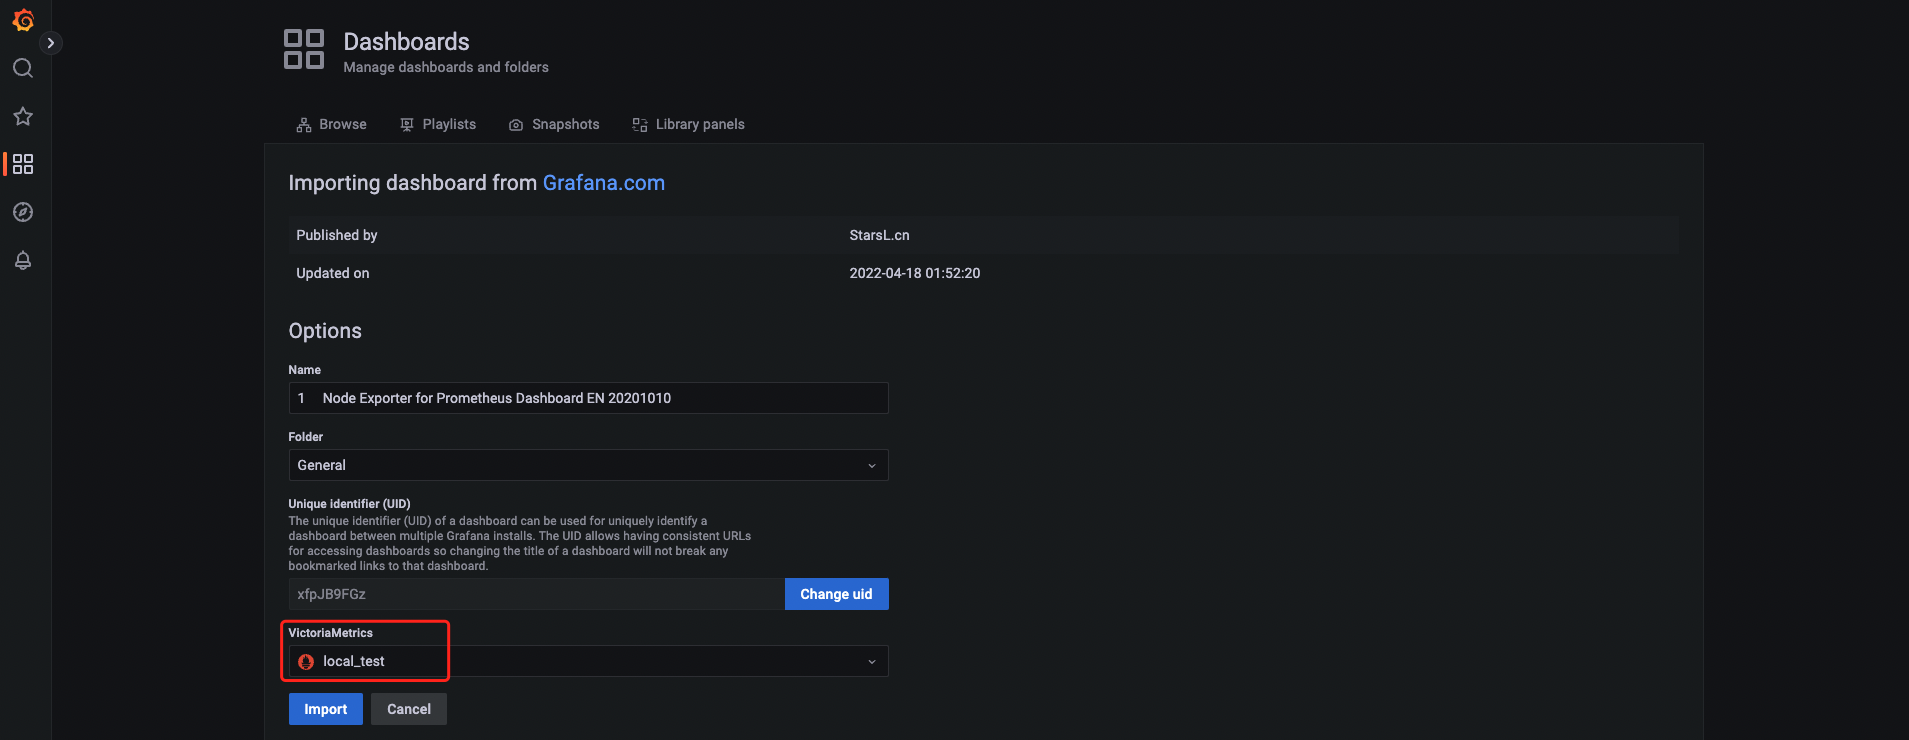 Dashboards
Manage dashboards and folders
Browse Playlists Snapshots Library panels
Importing dashboard from Grafana.com
Published by StarsL.cn
Updated on 2022-04-18 01:52:20
Options
Name
1 Node Exporter for Prometheus Dashboard EN 20201010
Folder
General
Unique identifier (UID)
The unique identifier (UID) of a dashboard can be used for uniquely identify a
dashboard between multiple Grafana installs. The UID allows having consistent URLs
for accessing dashboards so changing the title of a dashboard will not break any
bookmarked links to that dashboard.
xfpJB9FGz Change uid
VictoriaMetrics
local_test
Import Cancel